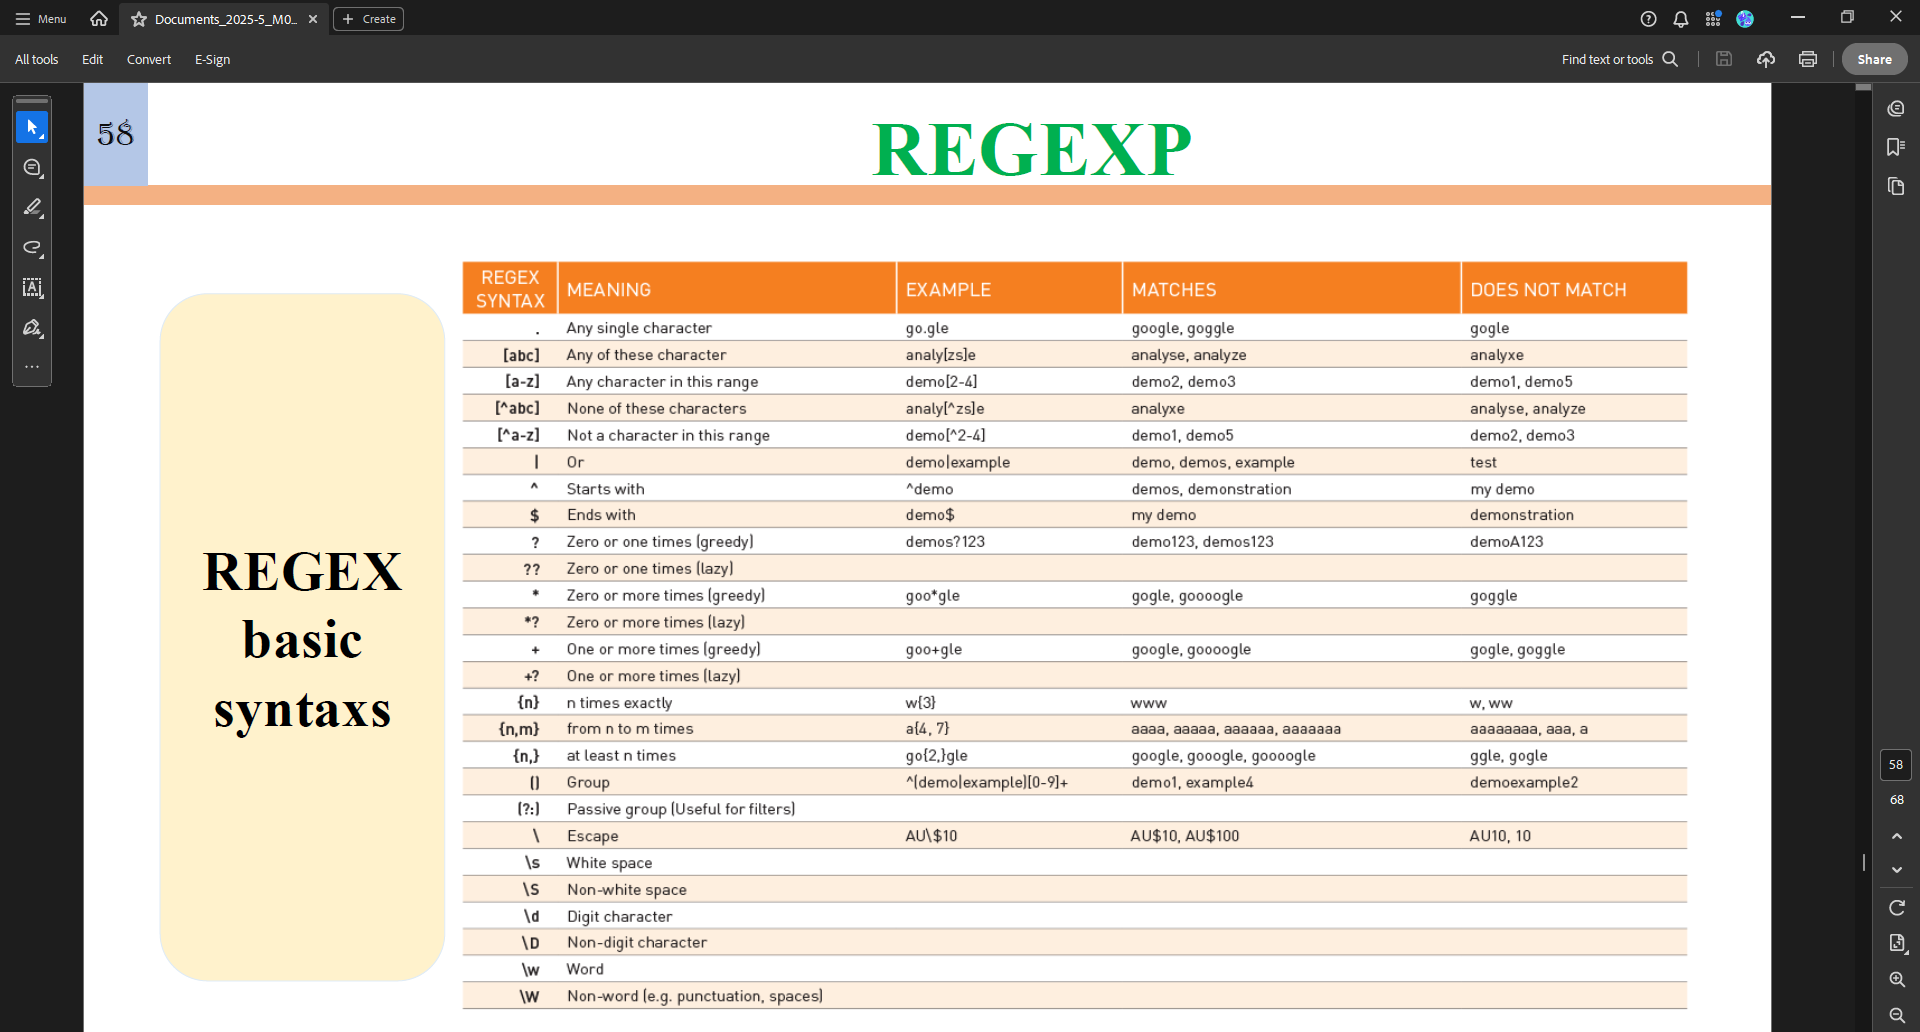 Menu Documents_2025-5_M0... Create
All tools Edit Convert E-Sign Find text or tools Share
58 REGEXP
REGEX
basic
syntaxs
REGEX SYNTAX MEANING EXAMPLE MATCHES DOES NOT MATCH
. Any single character go.gle google, goggle gogle
[abc] Any of these character analy[zs]e analyse, analyze analyxe
[a-z] Any character in this range demo[2-4] demo2, demo3 demo1, demo5
[^abc] None of these characters analy[^zs]e analyxe analyse, analyze
[^a-z] Not a character in this range demo[^2-4] demo1, demo5 demo2, demo3
| Or demo|example demo, demos, example test
^ Starts with ^demo demos, demonstration my demo
$ Ends with demo$ my demo demonstration
? Zero or one times (greedy) demos?123 demo123, demos123 demoA123
?? Zero or one times (lazy)
* Zero or more times (greedy) goo*gle gogle, goooogle goggle
*? Zero or more times (lazy)
+ One or more times (greedy) goo+gle google, goooogle gogle, goggle
+? One or more times (lazy)
{n} n times exactly w{3} www w, ww
{n,m} from n to m times a{4, 7} aaaa, aaaaa, aaaaaa, aaaaaaa aaaaaaaa, aaa, a
{n,} at least n times go{2,}gle google, gooogle, goooogle ggle, gogle
() Group ^(demo|example)[0-9]+ demo1, example4 demoexample2
(?:) Passive group (Useful for filters)
\ Escape AU\$10 AU$10, AU$100 AU10, 10
\s White space
\S Non-white space
\d Digit character
\D Non-digit character
\w Word
\W Non-word (e.g. punctuation, spaces)
58
68